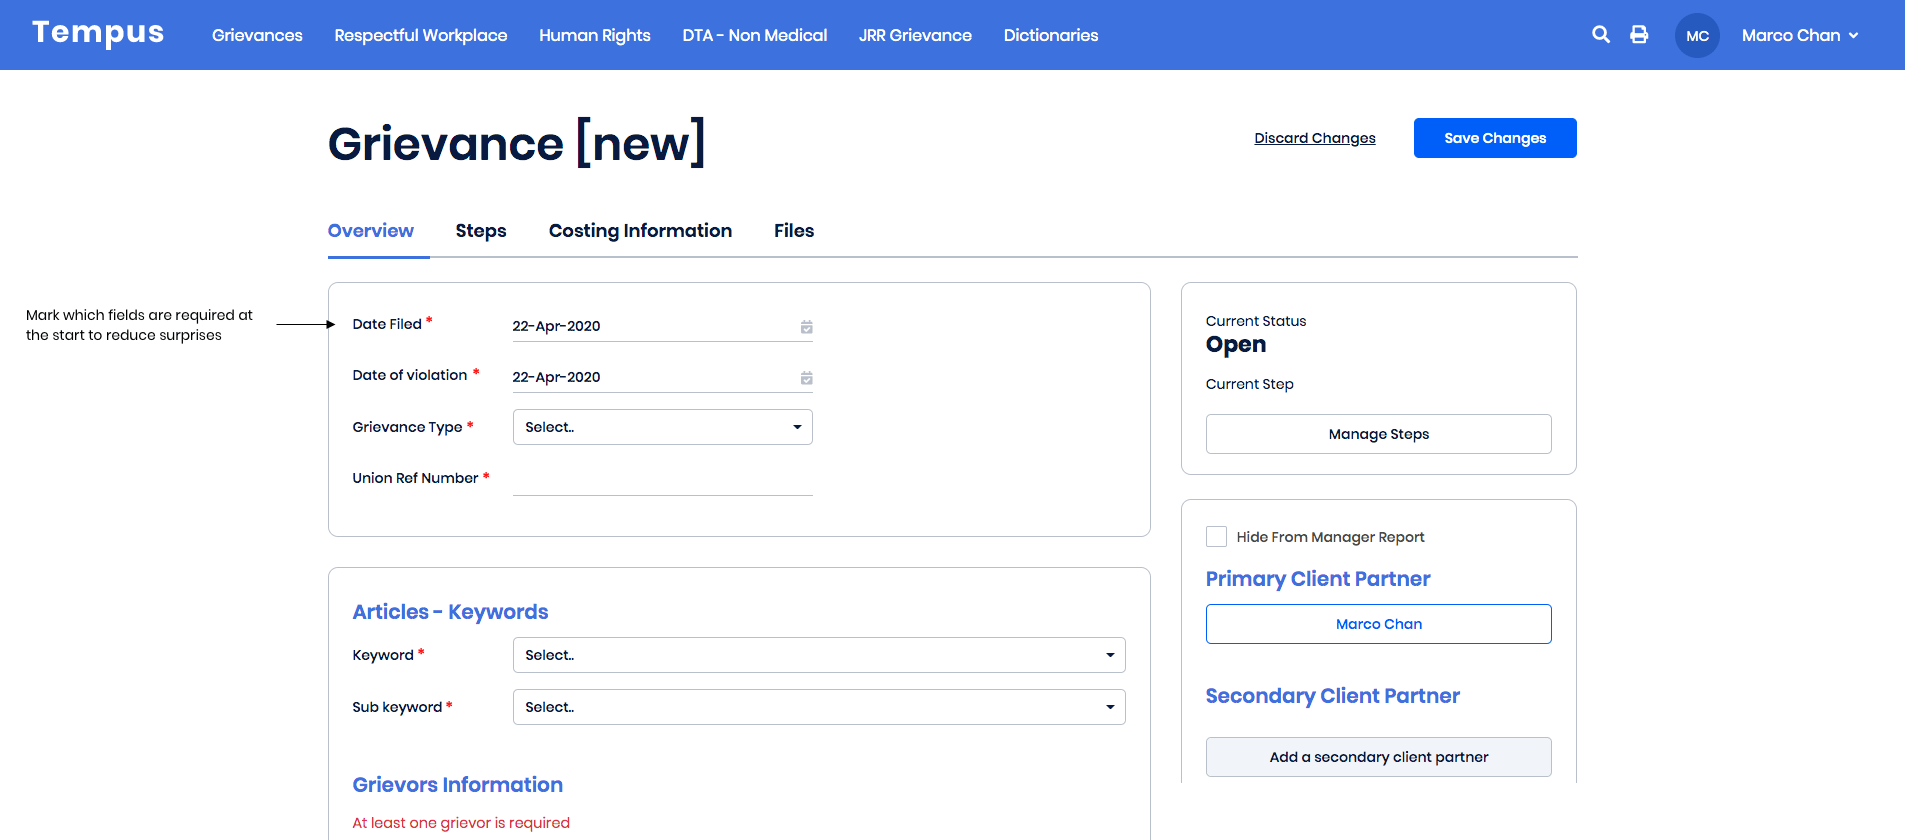 Tempus
Grievances
Respectful Workplace
Human Rights
DTA - Non Medical
JRR Grievance
Dictionaries
MC
Marco Chan
Grievance [new]
Discard Changes
Save Changes
Overview
Steps
Costing Information
Files
Mark which fields are required at
the start to reduce surprises
Date Filed *
22-Apr-2020
Date of violation *
22-Apr-2020
Grievance Type *
Select..
Union Ref Number *
Articles - Keywords
Keyword *
Select..
Sub keyword *
Select..
Grievors Information
At least one grievor is required
Current Status
Open
Current Step
Manage Steps
Hide From Manager Report
Primary Client Partner
Marco Chan
Secondary Client Partner
Add a secondary client partner